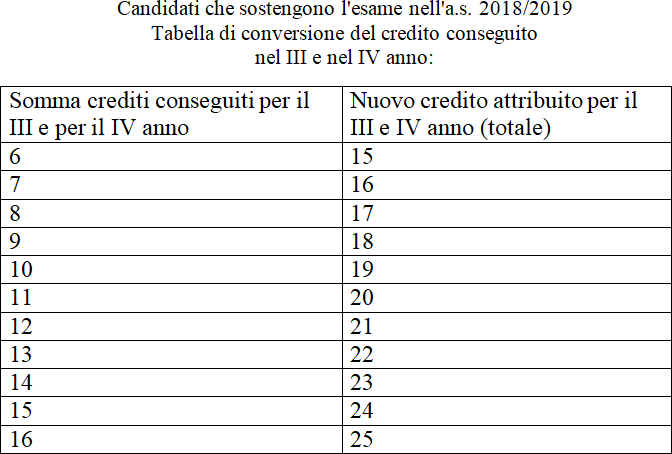 Candidati che sostengono l'esame nell'a.s. 2018/2019
Tabella di conversione del credito conseguito
nel III e nel IV anno:
Somma crediti conseguiti per il
III e per il IV anno
Nuovo credito attribuito per il
III e IV anno (totale)
6 15
7 16
8 17
9 18
10 19
11 20
12 21
13 22
14 23
15 24
16 25